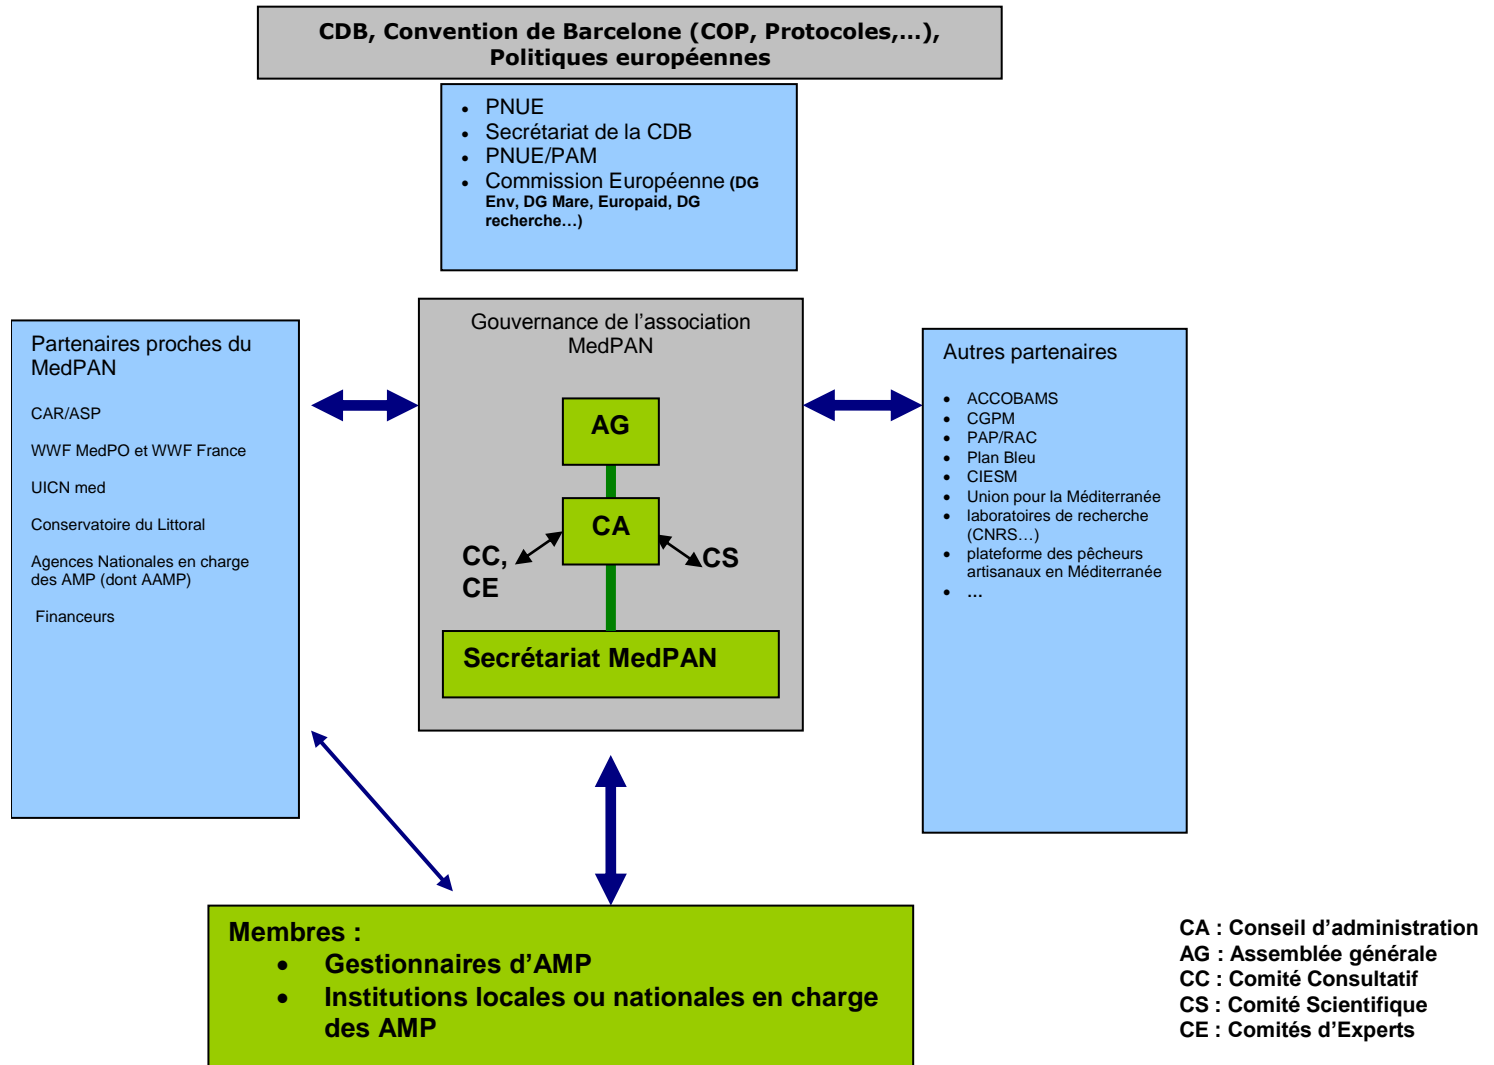 CDB, Convention de Barcelone (COP, Protocoles,...),
Politiques européennes
• PNUE
• Secrétariat de la CDB
• PNUE/PAM
• Commission Européenne (DG
Env, DG Mare, Europaid, DG
recherche…)
Partenaires proches du
MedPAN
CAR/ASP
WWF MedPO et WWF France
UICN med
Conservatoire du Littoral
Agences Nationales en charge
des AMP (dont AAMP)
Financeurs
Gouvernance de l’association
MedPAN
AG
CA
CC,
CE
CS
Secrétariat MedPAN
Autres partenaires
• ACCOBAMS
• CGPM
• PAP/RAC
• Plan Bleu
• CIESM
• Union pour la Méditerranée
• laboratoires de recherche
(CNRS…)
• plateforme des pêcheurs
artisanaux en Méditerranée
• …
Membres :
• Gestionnaires d’AMP
• Institutions locales ou nationales en charge
des AMP
CA : Conseil d’administration
AG : Assemblée générale
CC : Comité Consultatif
CS : Comité Scientifique
CE : Comités d’Experts